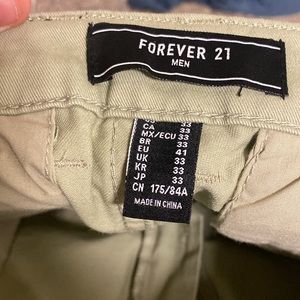 FOREVER 21
MEN
CA 33
MX/ECU 33
BR 33
EU 41
UK 33
KR 33
JP 33
CN 175/84A
MADE IN CHINA